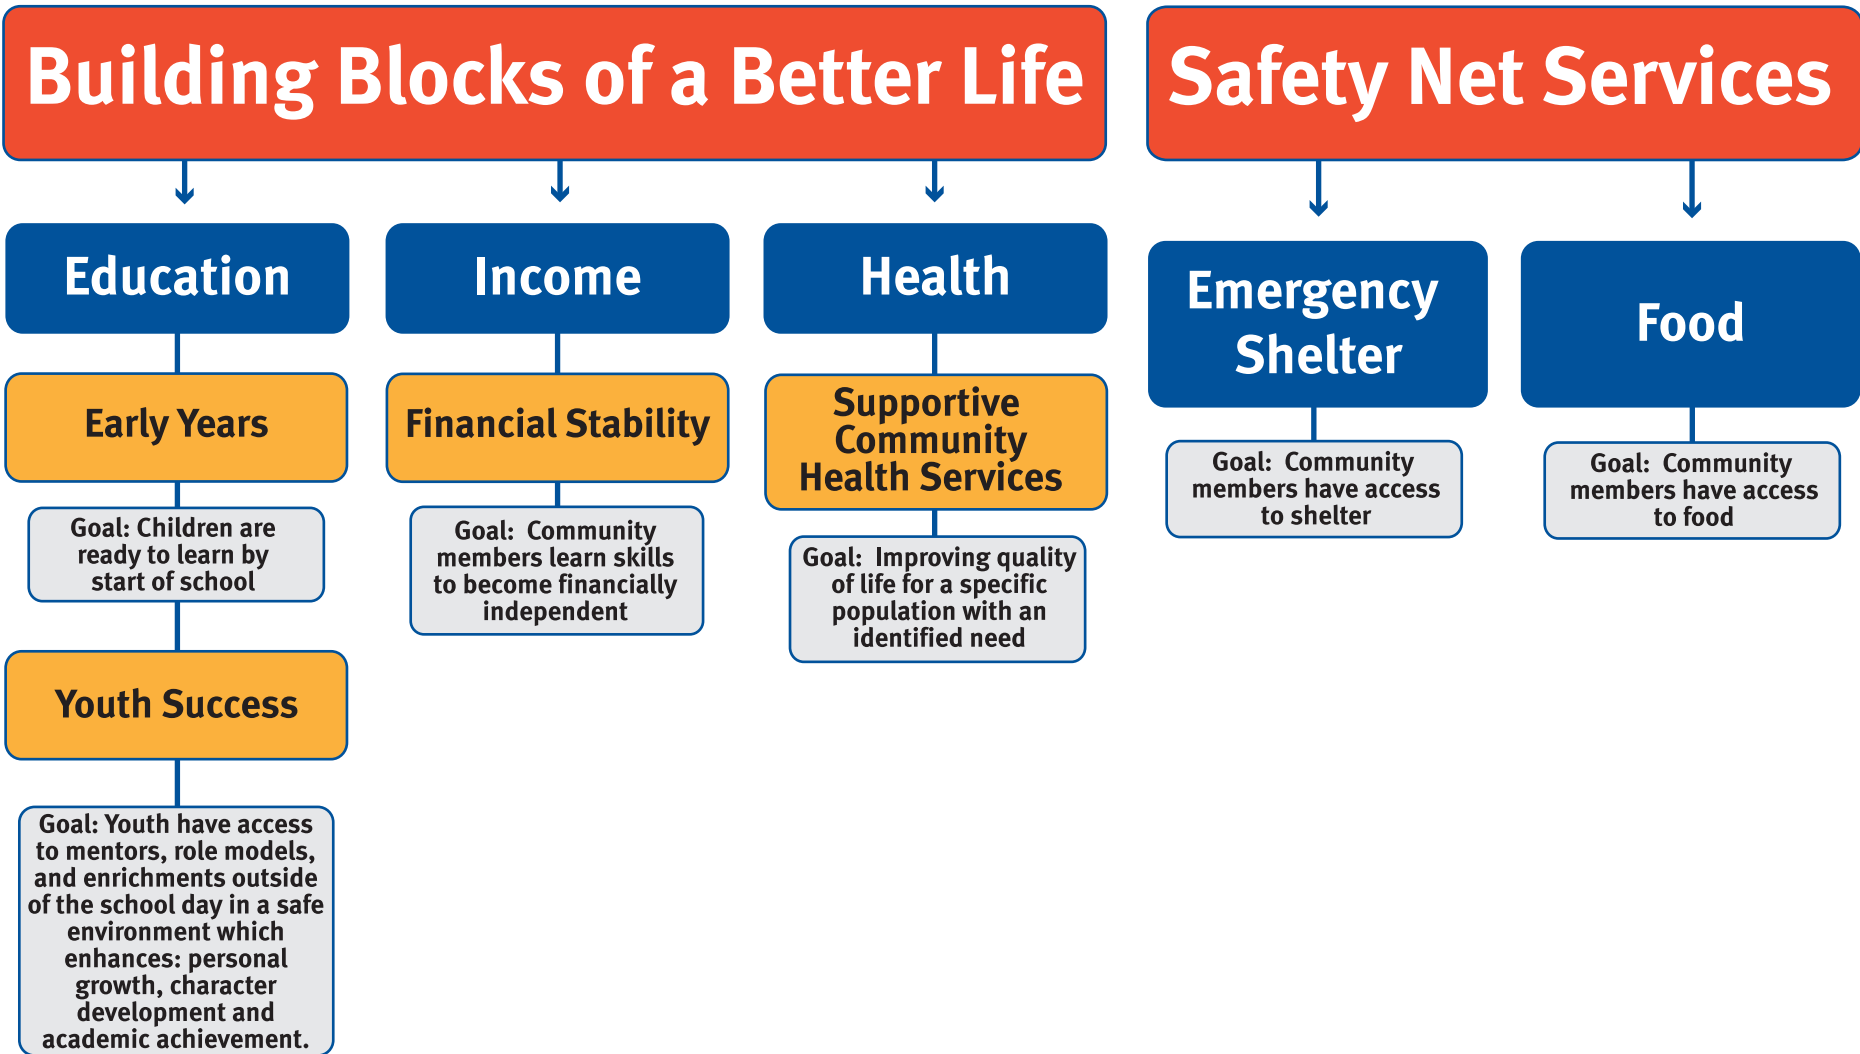 Building Blocks of a Better Life
Safety Net Services
Education
Income
Health
Emergency
Shelter
Food
Early Years
Financial Stability
Supportive
Community
Health Services
Goal: Community
members have access
to shelter
Goal: Community
members have access
to food
Goal: Children are
ready to learn by
start of school
Goal: Community
members learn skills
to become financially
independent
Goal: Improving quality
of life for a specific
population with an
identified need
Youth Success
Goal: Youth have access
to mentors, role models,
and enrichments outside
of the school day in a safe
environment which
enhances: personal
growth, character
development and
academic achievement.